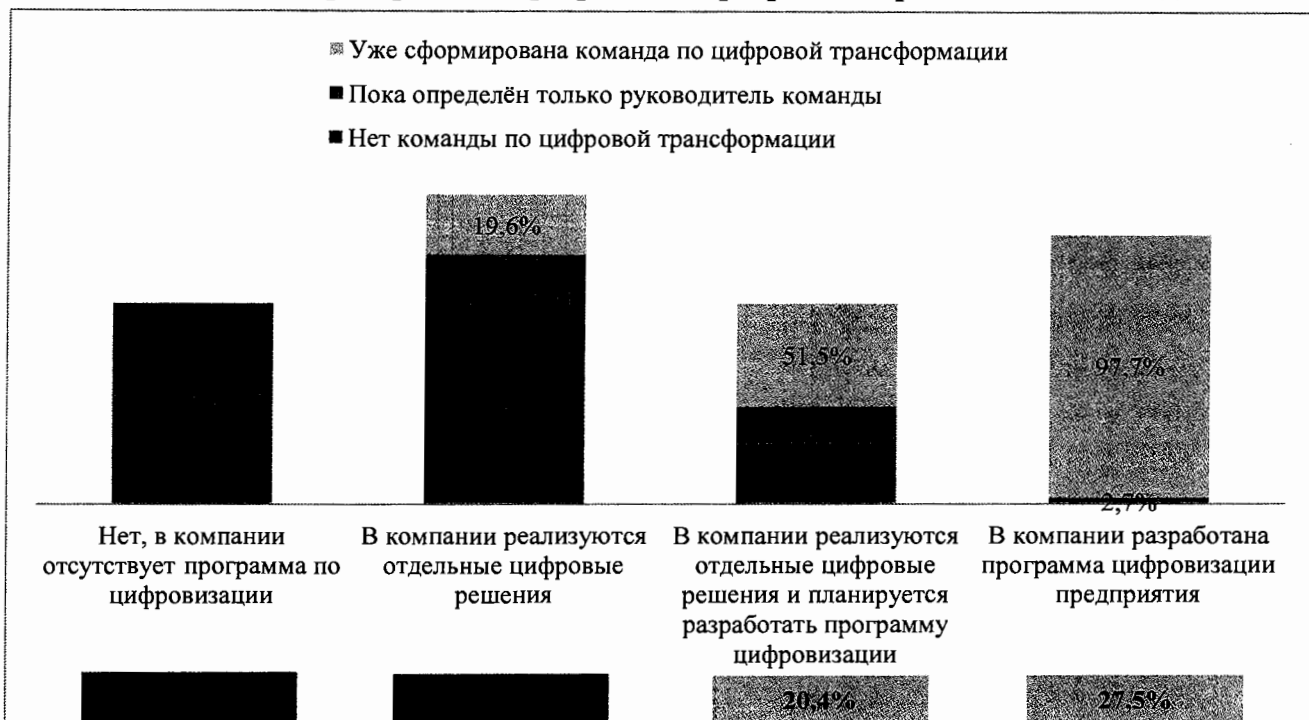 Уже сформирована команда по цифровой трансформации
Пока определён только руководитель команды
Нет команды по цифровой трансформации
19,6%
51,5%
97,7%
2,7%
Нет, в компании
отсутствует программа по
цифровизации
В компании реализуются
отдельные цифровые
решения
В компании реализуются
отдельные цифровые
решения и планируется
разработать программу
цифровизации
В компании разработана
программа цифровизации
предприятия
20,4%
27,5%